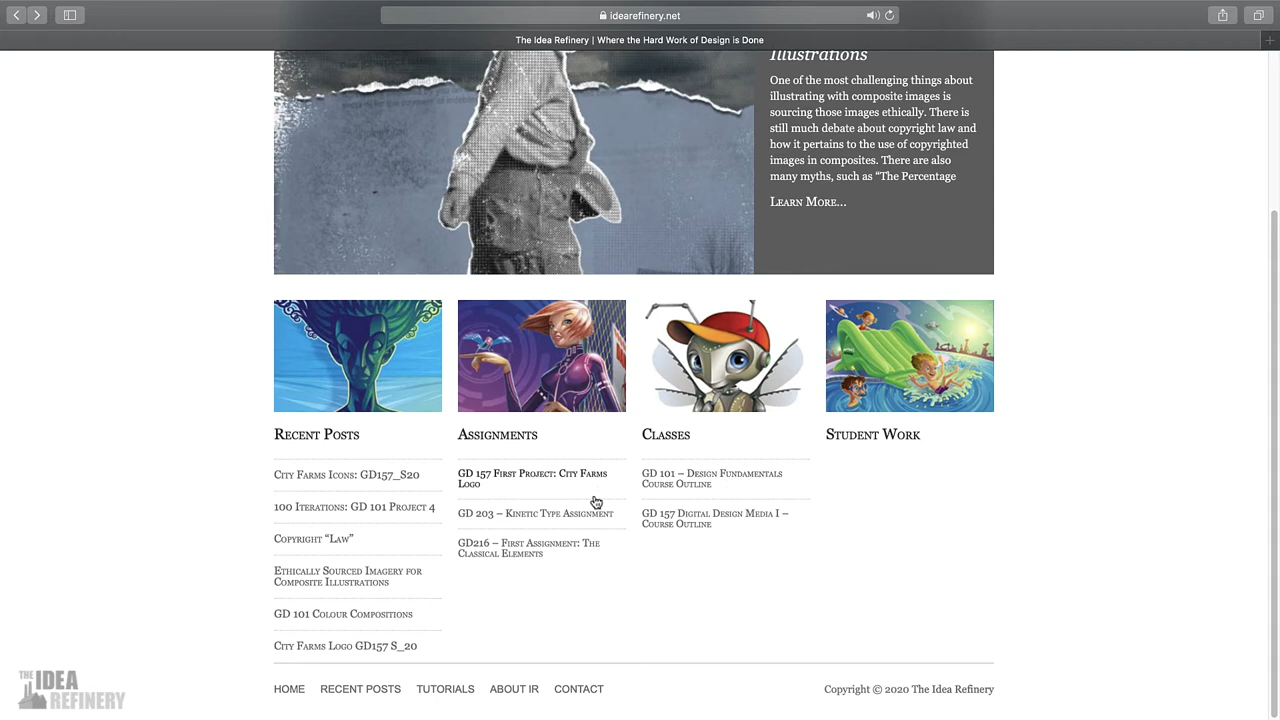 idearefinery.net
The Idea Refinery | Where the Hard Work of Design is Done
Illustrations
One of the most challenging things about
illustrating with composite images is
sourcing those images ethically. There is
still much debate about copyright law and
how it pertains to the use of copyrighted
images in composites. There are also
many myths, such as “The Percentage
Learn More...
Recent Posts
City Farms Icons: GD157_S20
100 Iterations: GD 101 Project 4
Copyright “Law”
Ethically Sourced Imagery for
Composite Illustrations
GD 101 Colour Compositions
City Farms Logo GD157 S_20
Assignments
GD 157 First Project: City Farms
Logo
GD 203 – Kinetic Type Assignment
GD216 – First Assignment: The
Classical Elements
Classes
GD 101 – Design Fundamentals
Course Outline
GD 157 Digital Design Media I –
Course Outline
Student Work
HOME RECENT POSTS TUTORIALS ABOUT IR CONTACT
Copyright © 2020 The Idea Refinery
THE IDEA
REFINERY